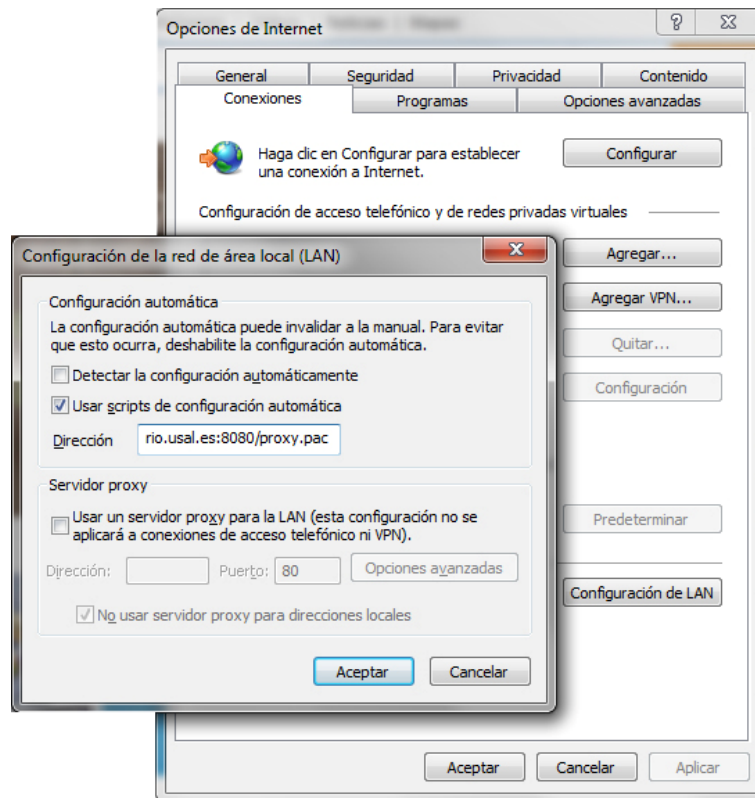 Opciones de Internet
General
Seguridad
Privacidad
Contenido
Conexiones
Programas
Opciones avanzadas
Haga clic en Configurar para establecer
una conexión a Internet.
Configurar
Configuración de acceso telefónico y de redes privadas virtuales
Agregar...
Agregar VPN...
Quitar...
Configuración
Predeterminar
Configuración de LAN
Aceptar
Cancelar
Aplicar
Configuración de la red de área local (LAN)
Configuración automática
La configuración automática puede invalidar a la manual. Para evitar
que esto ocurra, deshabilite la configuración automática.
Detectar la configuración automáticamente
Usar scripts de configuración automática
Dirección
rio.usal.es:8080/proxy.pac
Servidor proxy
Usar un servidor proxy para la LAN (esta configuración no se
aplicará a conexiones de acceso telefónico ni VPN).
Dirección:
Puerto:
80
Opciones avanzadas
No usar servidor proxy para direcciones locales
Aceptar
Cancelar